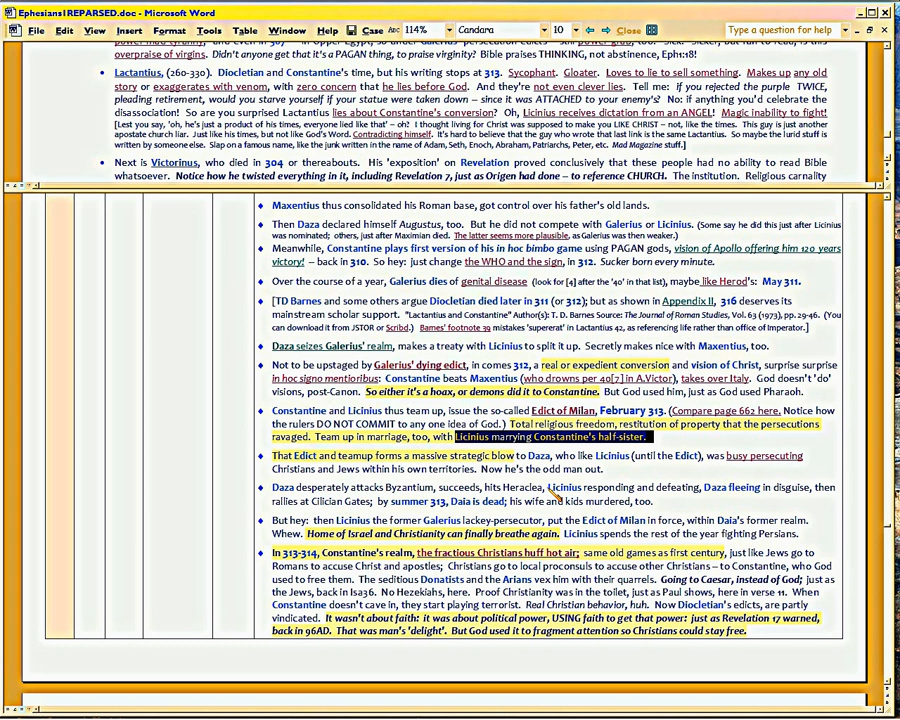 Ephesians1REPARSED.doc - Microsoft Word
File Edit View Insert Format Tools Table Window Help Case 114% Candara 10 Close Type a question for help
overpraise of virgins. Didn't anyone get that it's a PAGAN thing, to praise virginity? Bible praises THINKING, not abstinence, Eph1:8!
• Lactantius, (260-330). Diocletian and Constantine's time, but his writing stops at 313. Sycophant. Gloater. Loves to lie to sell something. Makes up any old
story or exaggerates with venom, with zero concern that he lies before God. And they're not even clever lies. Tell me: if you rejected the purple TWICE,
pleading retirement, would you starve yourself if your statue were taken down – since it was ATTACHED to your enemy's? No: if anything you'd celebrate the
disassociation! So are you surprised Lactantius lies about Constantine's conversion? Oh, Licinius receives dictation from an ANGEL! Magic inability to fight!
[Lest you say, 'oh, he's just a product of his times, everyone lied like that' – oh? I thought living for Christ was supposed to make you LIKE CHRIST – not, like the times. This guy is just another
apostate church liar. Just like his times, but not like God's Word. Contradicting himself. It's hard to believe that the guy who wrote that last link is the same Lactantius. So maybe the lurid stuff is
written by someone else. Slap on a famous name, like the junk written in the name of Adam, Seth, Enoch, Abraham, Patriarchs, Peter, etc. Mad Magazine stuff.]
• Next is Victorinus, who died in 304 or thereabouts. His 'exposition' on Revelation proved conclusively that these people had no ability to read Bible
whatsoever. Notice how he twisted everything in it, including Revelation 7, just as Origen had done – to reference CHURCH. The institution. Religious carnality
♦ Maxentius thus consolidated his Roman base, got control over his father's old lands.
♦ Then Daza declared himself Augustus, too. But he did not compete with Galerius or Licinius. (Some say he did this just after Licinius
was nominated; others, just after Maximian died. The latter seems more plausible, as Galerius was then weaker.)
♦ Meanwhile, Constantine plays first version of his in hoc bimbo game using PAGAN gods, vision of Apollo offering him 120 years
victory! – back in 310. So hey: just change the WHO and the sign, in 312. Sucker born every minute.
♦ Over the course of a year, Galerius dies of genital disease (look for [4] after the '40' in that list), maybe like Herod's: May 311.
♦ [TD Barnes and some others argue Diocletian died later in 311 (or 312); but as shown in Appendix II, 316 deserves its
mainstream scholar support. "Lactantius and Constantine" Author(s): T. D. Barnes Source: The Journal of Roman Studies, Vol. 63 (1973), pp. 29-46. (You
can download it from JSTOR or Scribd.) Barnes' footnote 39 mistakes 'supererat' in Lactantius 42, as referencing life rather than office of Imperator.]
♦ Daza seizes Galerius' realm, makes a treaty with Licinius to split it up. Secretly makes nice with Maxentius, too.
♦ Not to be upstaged by Galerius' dying edict, in comes 312, a real or expedient conversion and vision of Christ, surprise surprise
in hoc signo mentioribus: Constantine beats Maxentius (who drowns per 40[7] in A.Victor), takes over Italy. God doesn't 'do'
visions, post-Canon. So either it's a hoax, or demons did it to Constantine. But God used him, just as God used Pharaoh.
♦ Constantine and Licinius thus team up, issue the so-called Edict of Milan, February 313. (Compare page 662 here. Notice how
the rulers DO NOT COMMIT to any one idea of God.) Total religious freedom, restitution of property that the persecutions
ravaged. Team up in marriage, too, with Licinius marrying Constantine's half-sister.
♦ That Edict and teamup forms a massive strategic blow to Daza, who like Licinius (until the Edict), was busy persecuting
Christians and Jews within his own territories. Now he's the odd man out.
♦ Daza desperately attacks Byzantium, succeeds, hits Heraclea, Licinius responding and defeating, Daza fleeing in disguise, then
rallies at Cilician Gates; by summer 313, Daia is dead; his wife and kids murdered, too.
♦ But hey: then Licinius the former Galerius lackey-persecutor, put the Edict of Milan in force, within Daia's former realm.
Whew. Home of Israel and Christianity can finally breathe again. Licinius spends the rest of the year fighting Persians.
♦ In 313-314, Constantine's realm, the fractious Christians huff hot air; same old games as first century, just like Jews go to
Romans to accuse Christ and apostles; Christians go to local proconsuls to accuse other Christians – to Constantine, who God
used to free them. The seditious Donatists and the Arians vex him with their quarrels. Going to Caesar, instead of God; just as
the Jews, back in Isa36. No Hezekiahs, here. Proof Christianity was in the toilet, just as Paul shows, here in verse 11. When
Constantine doesn't cave in, they start playing terrorist. Real Christian behavior, huh. Now Diocletian's edicts, are partly
vindicated. It wasn't about faith: it was about political power, USING faith to get that power: just as Revelation 17 warned,
back in 96AD. That was man's 'delight'. But God used it to fragment attention so Christians could stay free.